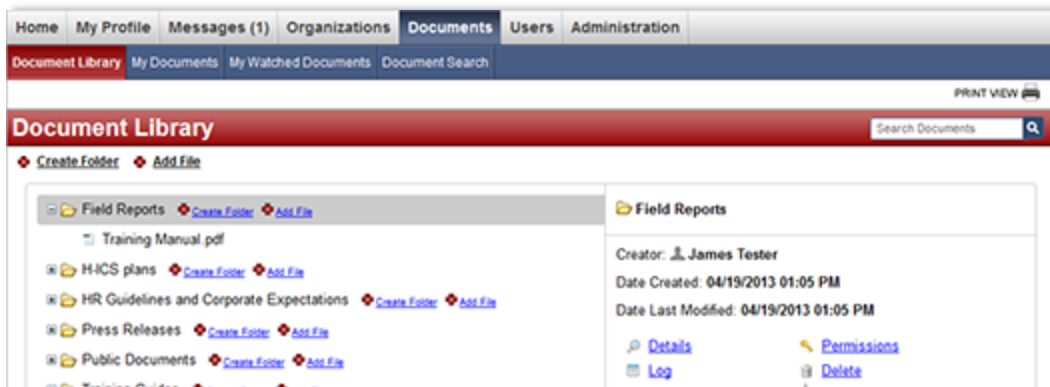 Home My Profile Messages (1) Organizations Documents Users Administration
Document Library My Documents My Watched Documents Document Search
PRINT VIEW
Document Library Search Documents
Create Folder Add File
Field Reports Create Folder Add File
Training Manual.pdf
H-ICS plans Create Folder Add File
HR Guidelines and Corporate Expectations Create Folder Add File
Press Releases Create Folder Add File
Public Documents Create Folder Add File
Training Guides
Field Reports
Creator: James Tester
Date Created: 04/19/2013 01:05 PM
Date Last Modified: 04/19/2013 01:05 PM
Details Permissions
Log Delete